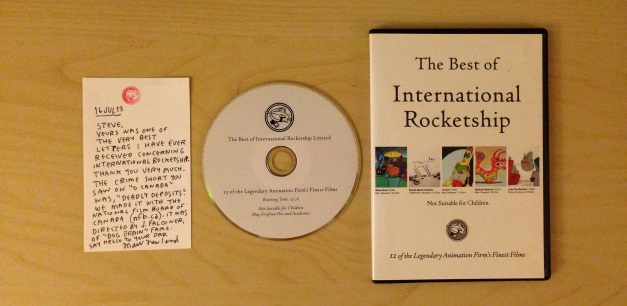 16 JUL 13
STEVE,
YOURS WAS ONE OF
THE VERY BEST
LETTERS I HAVE EVER
RECEIVED CONCERNING
INTERNATIONAL ROCKETSHIP.
THANK YOU VERY MUCH.
THE CRIME SHORT YOU
SAW ON "O CANADA"
WAS, "DEADLY DEPOSITS"
WE MADE IT WITH THE
NATIONAL FILM BOARD OF
CANADA (nfb.ca). IT WAS
DIRECTED BY J. FALCONER,
OF "DOG BRAIN" FAME.
SAY HELLO TO YOUR DAD.
The Best of International Rocketship Limited
12 of the Legendary Animation Firm's Finest Films
Not Suitable for Children
The Best of
International
Rocketship
Not Suitable for Children
12 of the Legendary Animation Firm's Finest Films